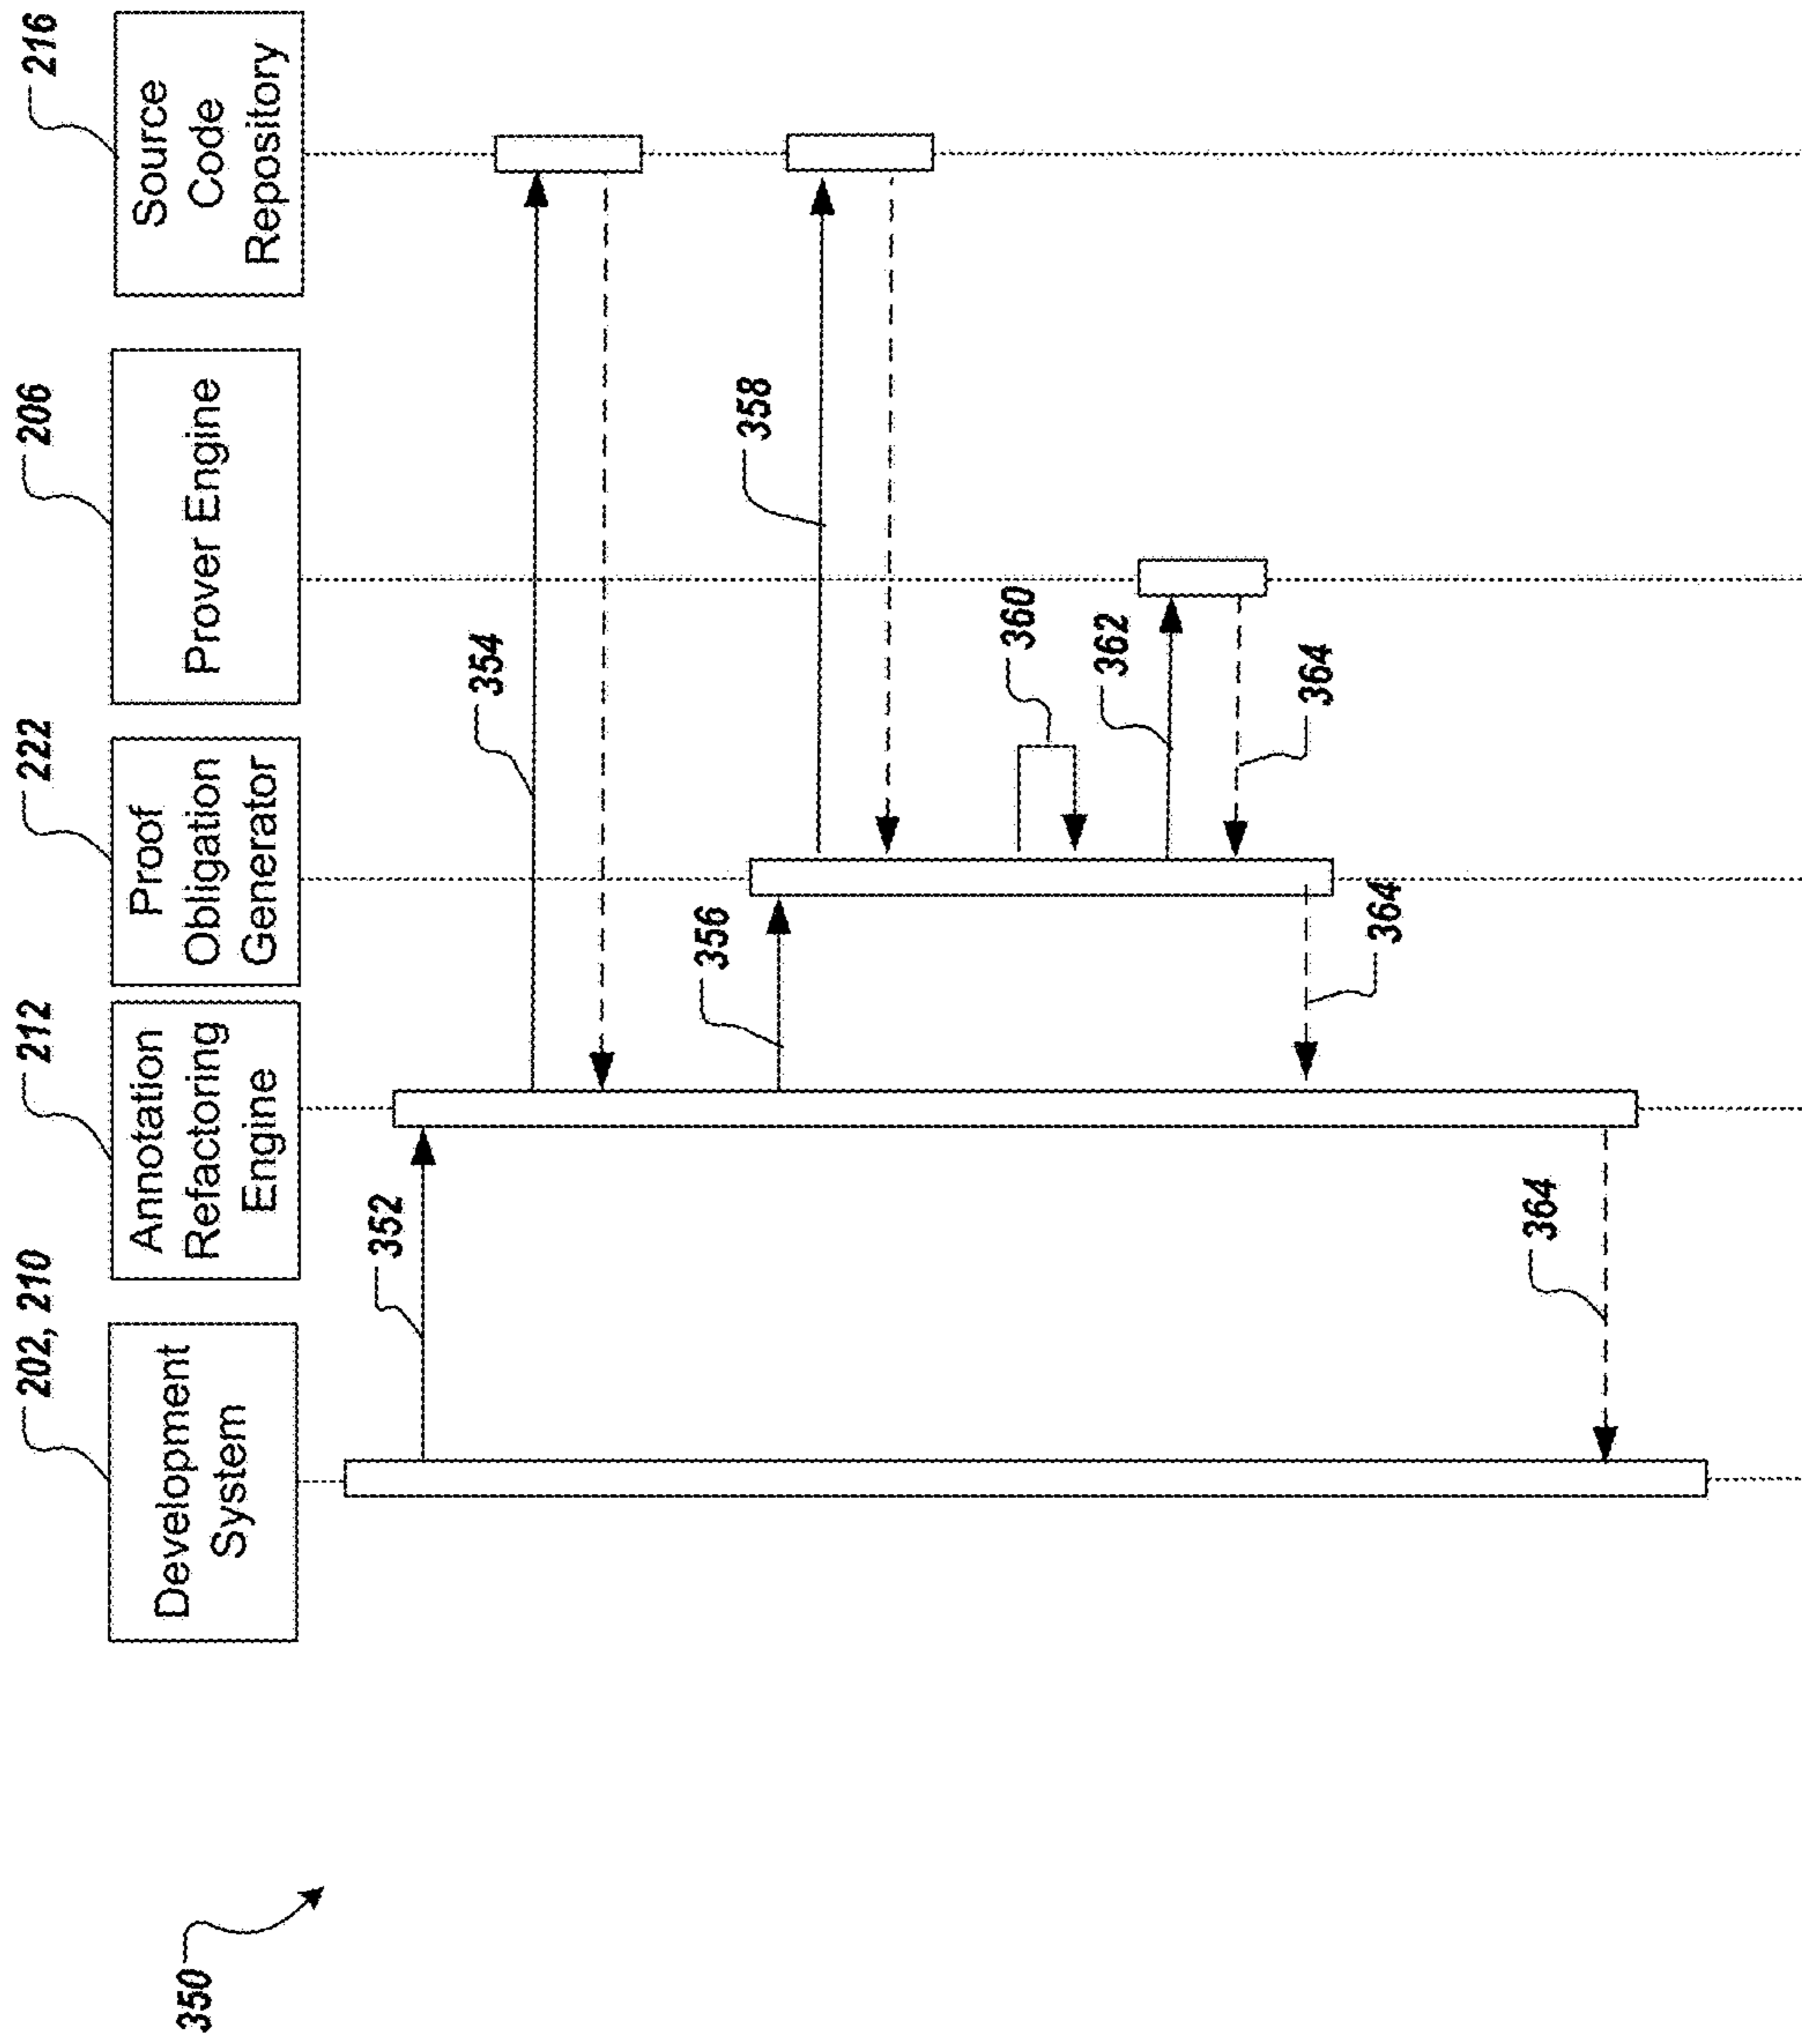 350
202, 210
Development
System
212
Annotation
Refactoring
Engine
222
Proof
Obligation
Generator
206
Prover Engine
216
Source
Code
Repository
352
354
356
358
360
362
364
364
364